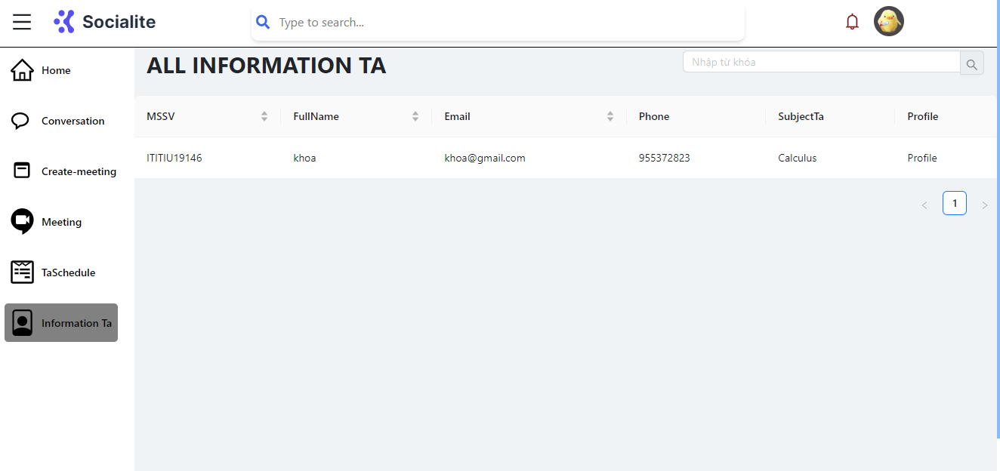 Socialite
Type to search...
Home
Conversation
Create-meeting
Meeting
TaSchedule
Information Ta
ALL INFORMATION TA
Nhập từ khóa
MSSV FullName Email Phone SubjectTa Profile
ITITIU19146 khoa khoa@gmail.com 955372823 Calculus Profile
< 1 >